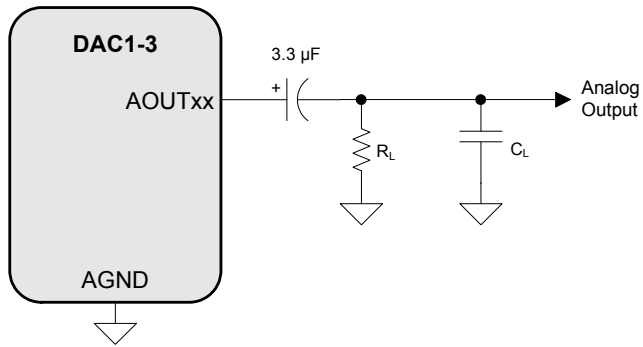 DAC1-3
3.3 µF
+
AOUTxx
Analog
Output
RL
CL
AGND